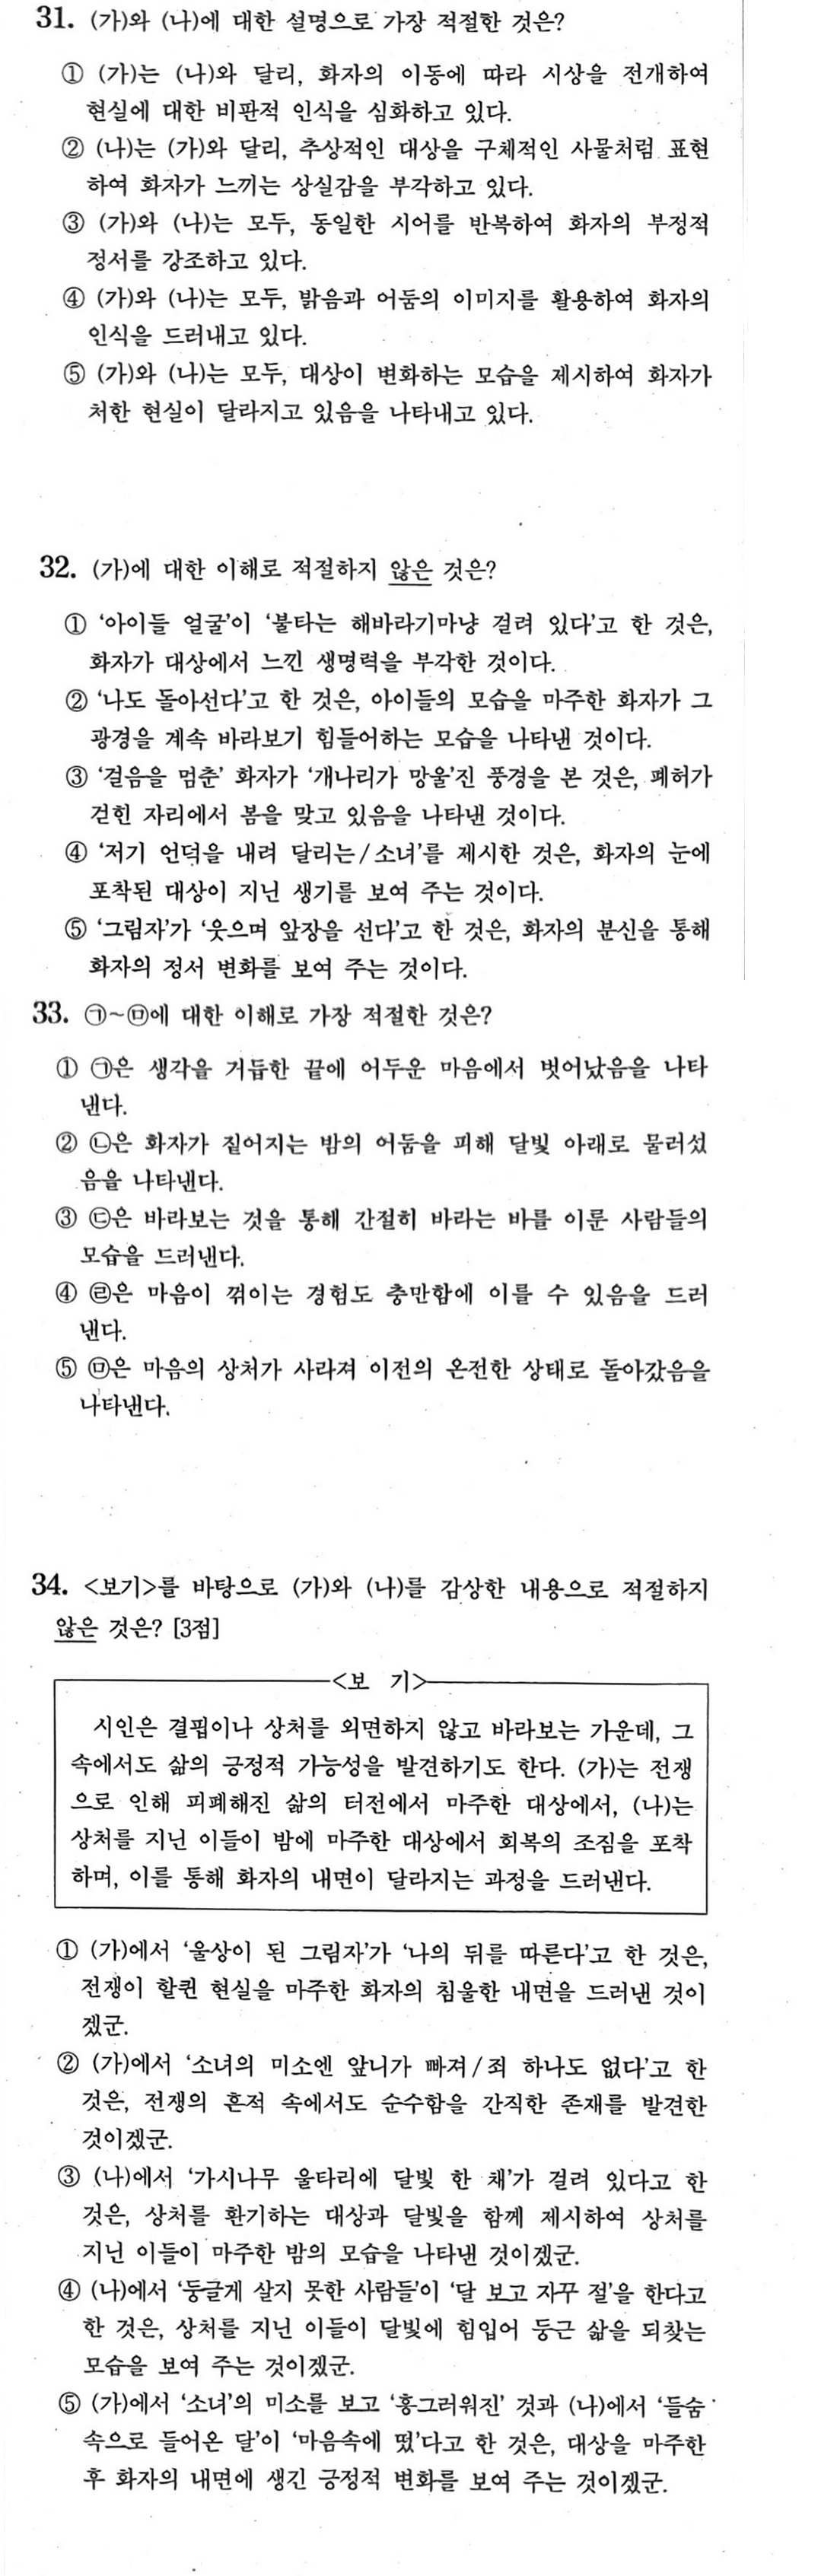 31. (가)와 (나)에 대한 설명으로 가장 적절한 것은?
① (가)는 (나)와 달리, 화자의 이동에 따라 시상을 전개하여
현실에 대한 비판적 인식을 심화하고 있다.
② (나)는 (가)와 달리, 추상적인 대상을 구체적인 사물처럼 표현
하여 화자가 느끼는 상실감을 부각하고 있다.
③ (가)와 (나)는 모두, 동일한 시어를 반복하여 화자의 부정적
정서를 강조하고 있다.
④ (가)와 (나)는 모두, 밝음과 어둠의 이미지를 활용하여 화자의
인식을 드러내고 있다.
⑤ (가)와 (나)는 모두, 대상이 변화하는 모습을 제시하여 화자가
처한 현실이 달라지고 있음을 나타내고 있다.
32. (가)에 대한 이해로 적절하지 않은 것은?
① ‘아이들 얼굴’이 ‘불타는 해바라기마냥 걸려 있다’고 한 것은,
화자가 대상에서 느낀 생명력을 부각한 것이다.
② ‘나도 돌아선다’고 한 것은, 아이들의 모습을 마주한 화자가 그
광경을 계속 바라보기 힘들어하는 모습을 나타낸 것이다.
③ ‘걸음을 멈춘’ 화자가 ‘개나리가 망울’진 풍경을 본 것은, 폐허가
걷힌 자리에서 봄을 맞고 있음을 나타낸 것이다.
④ ‘저기 언덕을 내려 달리는/소녀’를 제시한 것은, 화자의 눈에
포착된 대상이 지닌 생기를 보여 주는 것이다.
⑤ ‘그림자’가 ‘웃으며 앞장을 선다’고 한 것은, 화자의 분신을 통해
화자의 정서 변화를 보여 주는 것이다.
33. ㉠~㉤에 대한 이해로 가장 적절한 것은?
① ㉠은 생각을 거듭한 끝에 어두운 마음에서 벗어났음을 나타
낸다.
② ㉡은 화자가 짙어지는 밤의 어둠을 피해 달빛 아래로 물러섰
음을 나타낸다.
③ ㉢은 바라보는 것을 통해 간절히 바라는 바를 이룬 사람들의
모습을 드러낸다.
④ ㉣은 마음이 꺾이는 경험도 충만함에 이를 수 있음을 드러
낸다.
⑤ ㉤은 마음의 상처가 사라져 이전의 온전한 상태로 돌아갔음을
나타낸다.
34. <보기>를 바탕으로 (가)와 (나)를 감상한 내용으로 적절하지
않은 것은? [3점]
<보 기>
시인은 결핍이나 상처를 외면하지 않고 바라보는 가운데, 그
속에서도 삶의 긍정적 가능성을 발견하기도 한다. (가)는 전쟁
으로 인해 피폐해진 삶의 터전에서 마주한 대상에서, (나)는
상처를 지닌 이들이 밤에 마주한 대상에서 회복의 조짐을 포착
하며, 이를 통해 화자의 내면이 달라지는 과정을 드러낸다.
① (가)에서 ‘울상이 된 그림자’가 ‘나의 뒤를 따른다’고 한 것은,
전쟁이 할퀸 현실을 마주한 화자의 침울한 내면을 드러낸 것이
겠군.
② (가)에서 ‘소녀의 미소엔 앞니가 빠져/죄 하나도 없다’고 한
것은, 전쟁의 흔적 속에서도 순수함을 간직한 존재를 발견한
것이겠군.
③ (나)에서 ‘가시나무 울타리에 달빛 한 채’가 걸려 있다고 한
것은, 상처를 환기하는 대상과 달빛을 함께 제시하여 상처를
지닌 이들이 마주한 밤의 모습을 나타낸 것이겠군.
④ (나)에서 ‘둥글게 살지 못한 사람들’이 ‘달 보고 자꾸 절’을 한다고
한 것은, 상처를 지닌 이들이 달빛에 힘입어 둥근 삶을 되찾는
모습을 보여 주는 것이겠군.
⑤ (가)에서 ‘소녀’의 미소를 보고 ‘흥그러워진’ 것과 (나)에서 ‘들숨
속으로 들어온 달’이 ‘마음속에 떴’다고 한 것은, 대상을 마주한
후 화자의 내면에 생긴 긍정적 변화를 보여 주는 것이겠군.